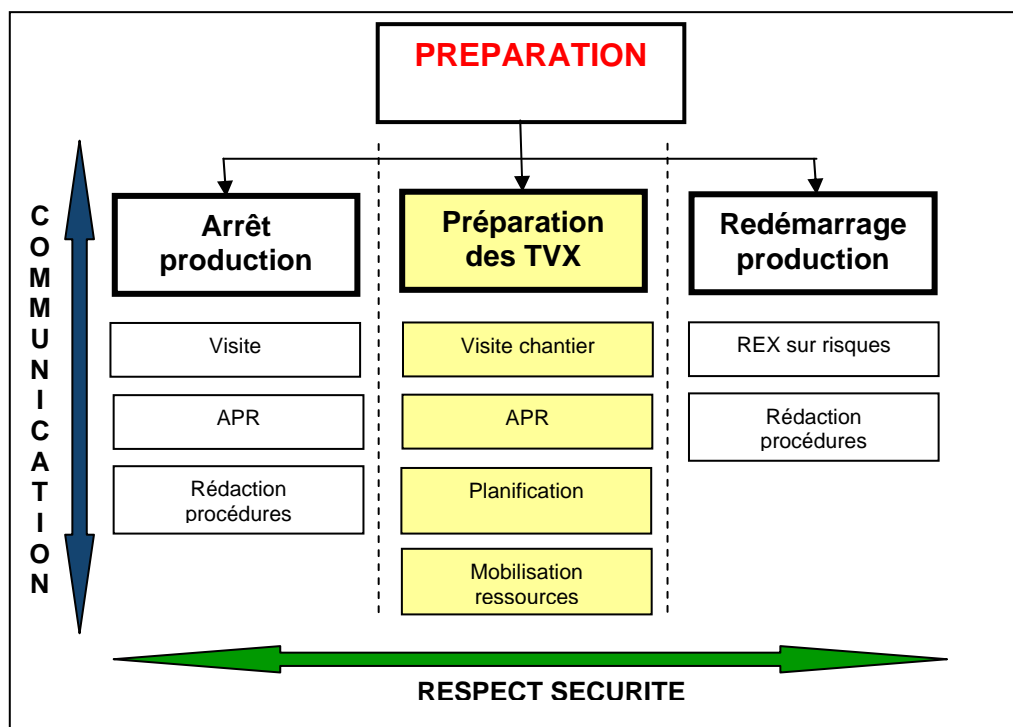 PREPARATION
COMMUNICATION
Arrêt
production
Visite
APR
Rédaction
procédures
Préparation
des TVX
Visite chantier
APR
Planification
Mobilisation
ressources
Redémarrage
production
REX sur risques
Rédaction
procédures
RESPECT SECURITE